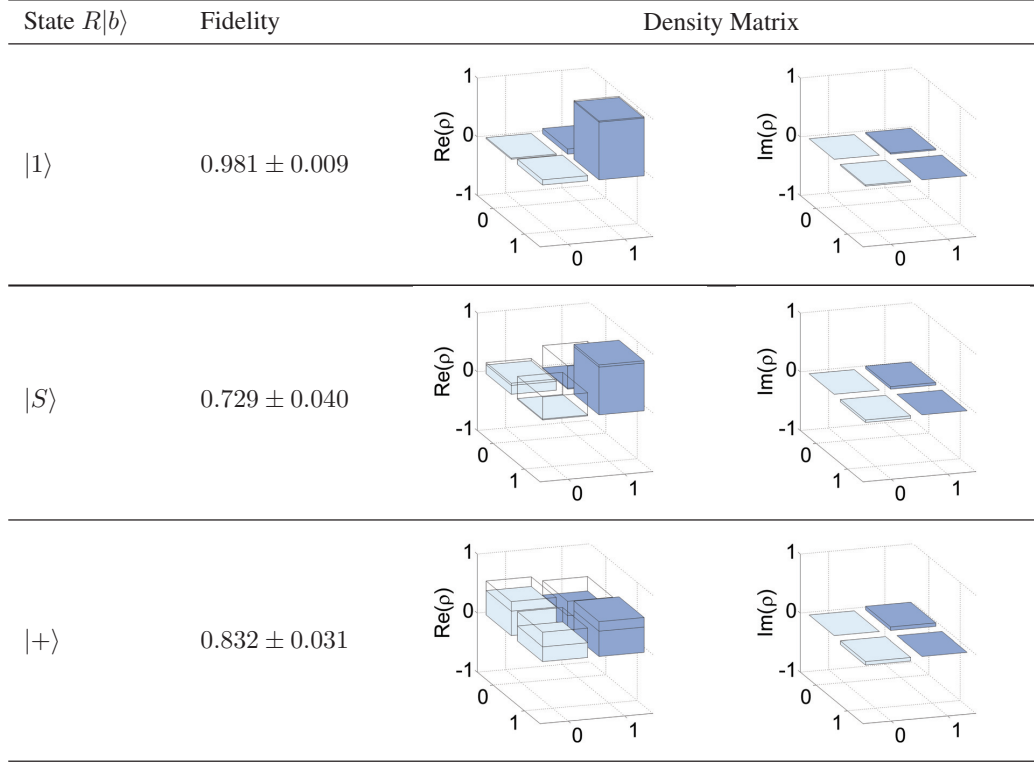 State R|b⟩ Fidelity Density Matrix
|1⟩ 0.981 ± 0.009
Re(ρ) 1 0 -1 0 1 0 1
Im(ρ) 1 0 -1 0 1 0 1
|S⟩ 0.729 ± 0.040
Re(ρ) 1 0 -1 0 1 0 1
Im(ρ) 1 0 -1 0 1 0 1
|+⟩ 0.832 ± 0.031
Re(ρ) 1 0 -1 0 1 0 1
Im(ρ) 1 0 -1 0 1 0 1